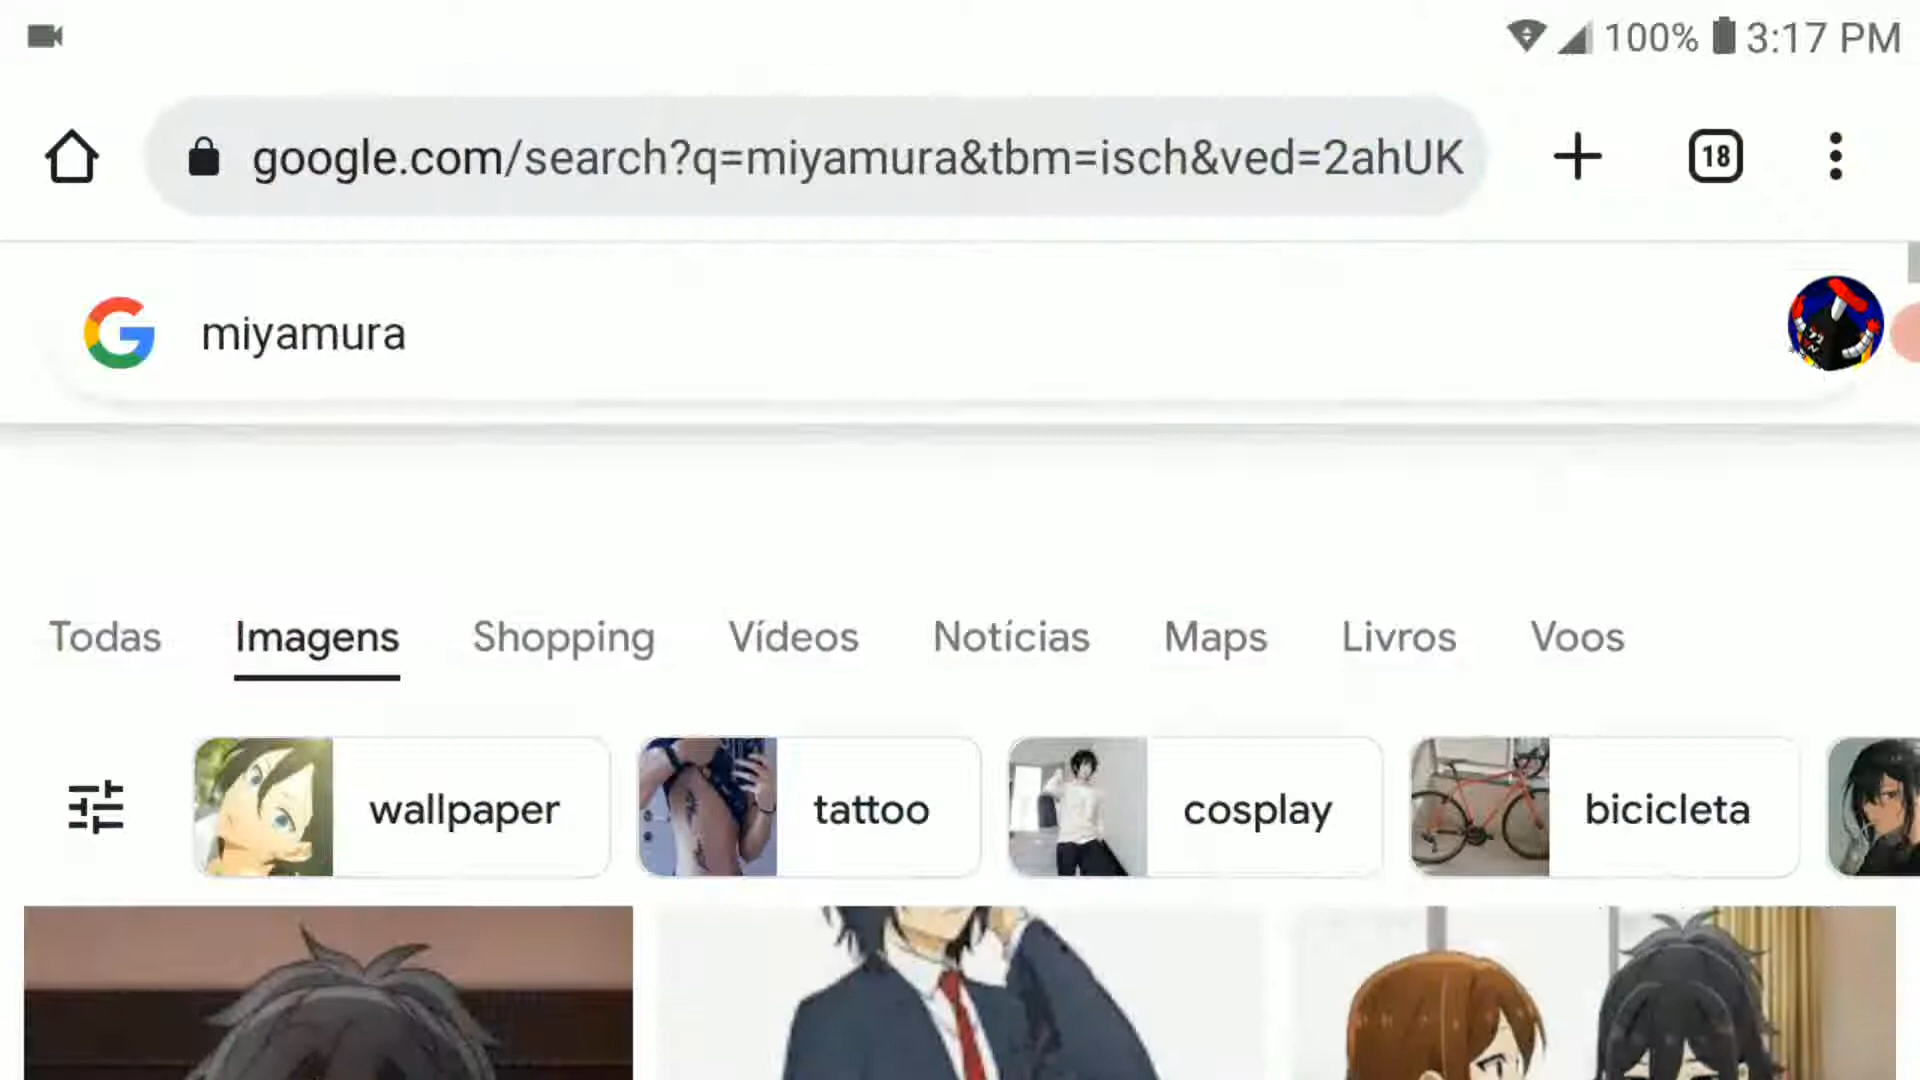 100% 3:17 PM
google.com/search?q=miyamura&tbm=isch&ved=2ahUK
18
miyamura
Todas Imagens Shopping Vídeos Notícias Maps Livros Voos
wallpaper tattoo cosplay bicicleta